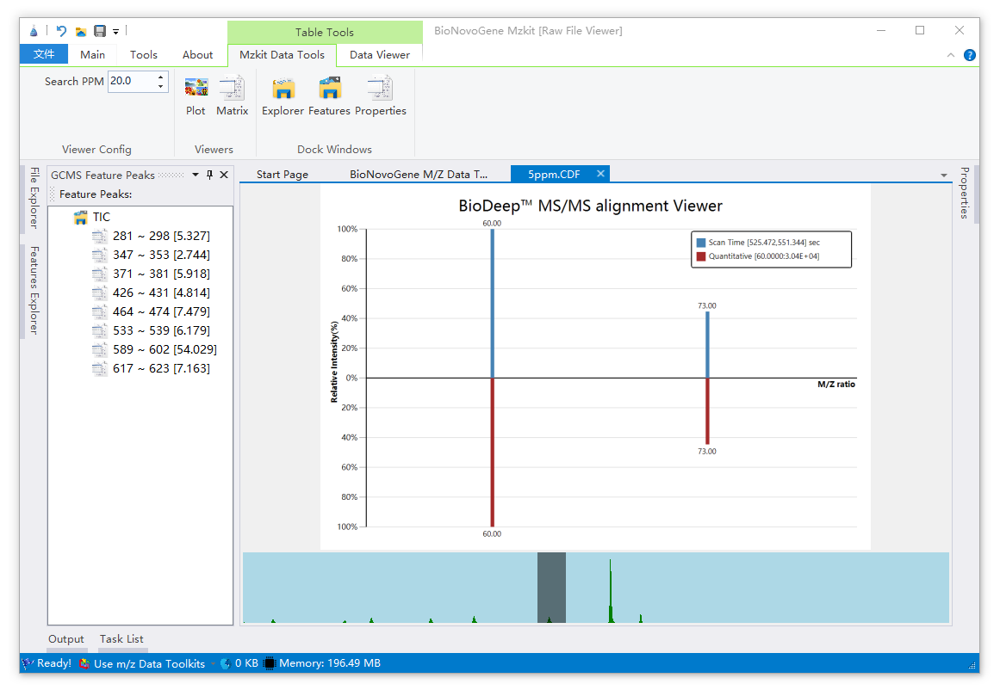 BioNovoGene Mzkit [Raw File Viewer]
Table Tools
文件
Main
Tools
About
Mzkit Data Tools
Data Viewer
Search PPM
20.0
Plot
Matrix
Explorer
Features
Properties
Viewer Config
Viewers
Dock Windows
File Explorer
Features Explorer
GCMS Feature Peaks
Feature Peaks:
TIC
281 ~ 298 [5.327]
347 ~ 353 [2.744]
371 ~ 381 [5.918]
426 ~ 431 [4.814]
464 ~ 474 [7.479]
533 ~ 539 [6.179]
589 ~ 602 [54.029]
617 ~ 623 [7.163]
Start Page
BioNovoGene M/Z Data T...
5ppm.CDF
Properties
BioDeep™ MS/MS alignment Viewer
60.00
Scan Time [525.472,551.344] sec
Quantitative [60.0000:3.04E+04]
73.00
100%
80%
60%
40%
20%
0%
20%
40%
60%
80%
100%
Relative Intensity(%)
M/Z ratio
73.00
60.00
Output
Task List
Ready!
Use m/z Data Toolkits
0 KB
Memory: 196.49 MB